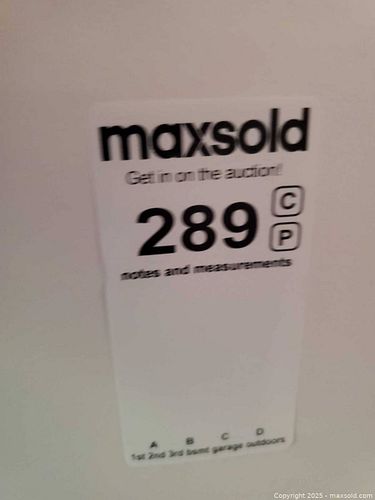 maxsold
Get in on the auction!
289
C
P
notes and measurements
A B C D
1st 2nd 3rd bsmt garage outdoors
Copyright 2025 - maxsold.com